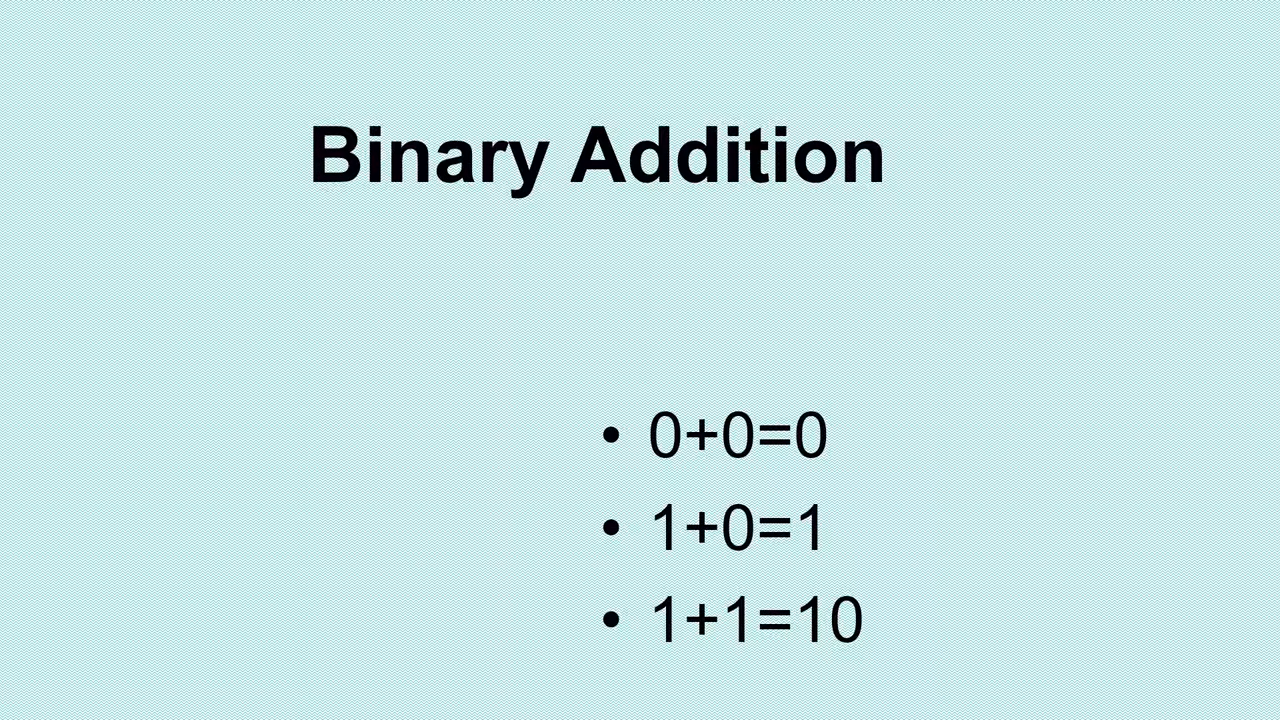 Binary Addition
• 0+0=0
• 1+0=1
• 1+1=10